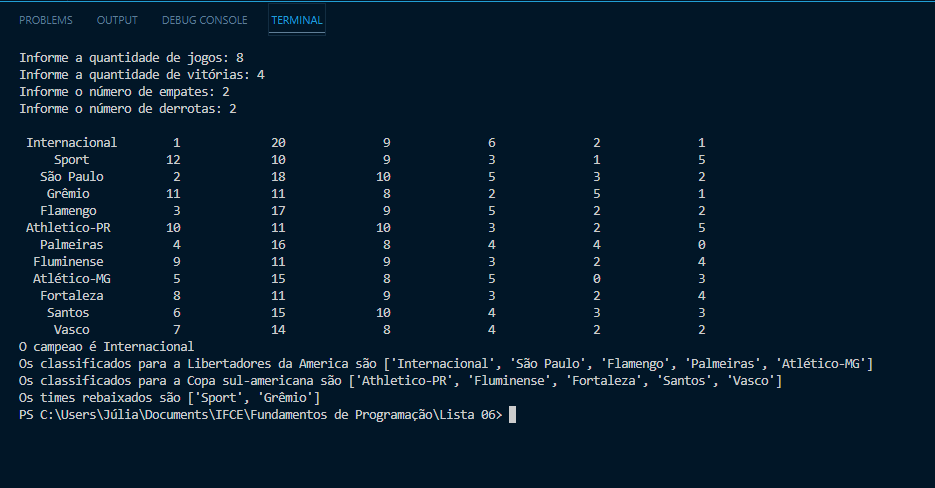 PROBLEMS OUTPUT DEBUG CONSOLE TERMINAL
Informe a quantidade de jogos: 8
Informe a quantidade de vitórias: 4
Informe o número de empates: 2
Informe o número de derrotas: 2
Internacional 1 20 9 6 2 1
Sport 12 10 9 3 1 5
São Paulo 2 18 10 5 3 2
Grêmio 11 11 8 2 5 1
Flamengo 3 17 9 5 2 2
Athletico-PR 10 11 10 3 2 5
Palmeiras 4 16 8 4 4 0
Fluminense 9 11 9 3 2 4
Atlético-MG 5 15 8 5 0 3
Fortaleza 8 11 9 3 2 4
Santos 6 15 10 4 3 3
Vasco 7 14 8 4 2 2
O campeao é Internacional
Os classificados para a Libertadores da America são ['Internacional', 'São Paulo', 'Flamengo', 'Palmeiras', 'Atlético-MG']
Os classificados para a Copa sul-americana são ['Athletico-PR', 'Fluminense', 'Fortaleza', 'Santos', 'Vasco']
Os times rebaixados são ['Sport', 'Grêmio']
PS C:\Users\Júlia\Documents\IFCE\Fundamentos de Programação\Lista 06>